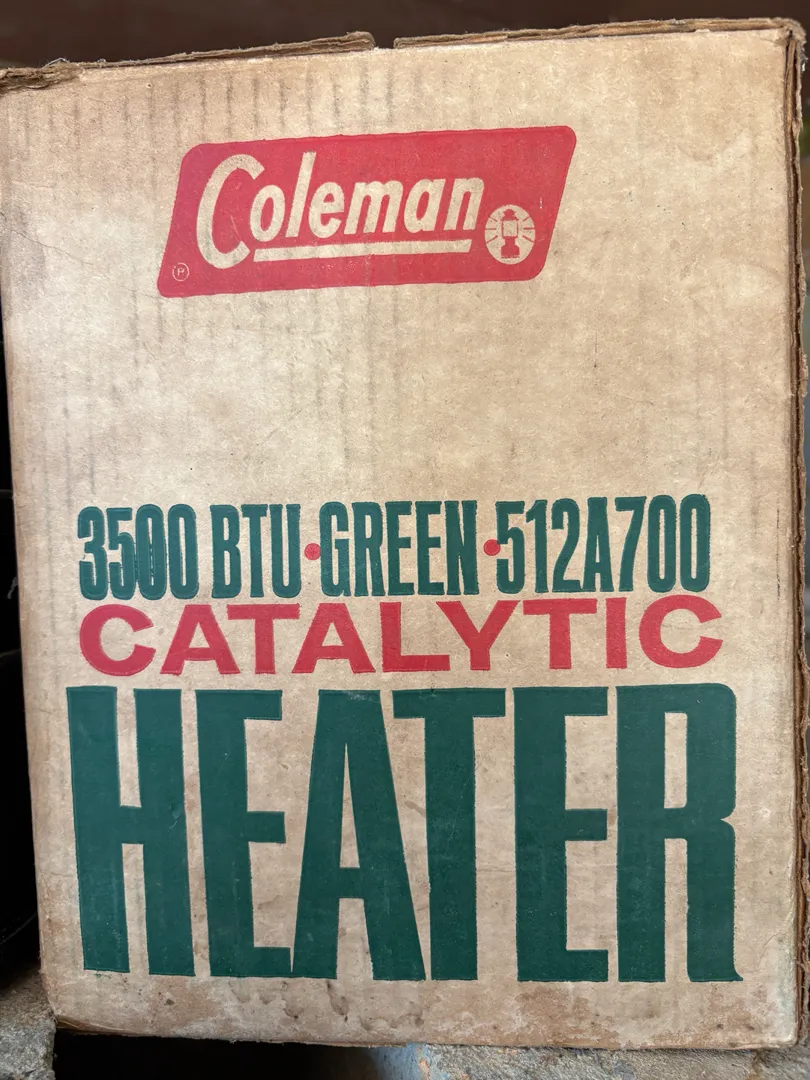 Coleman
3500 BTU • GREEN • 512A700
CATALYTIC
HEATER